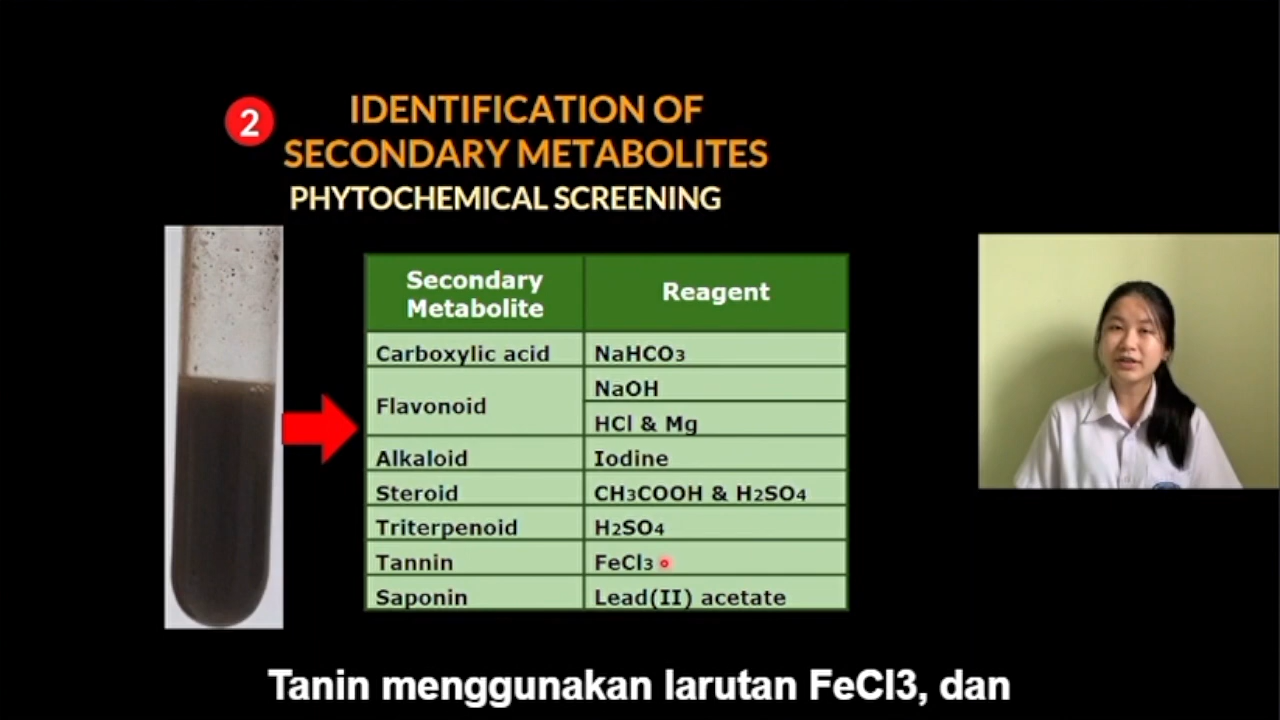 2
IDENTIFICATION OF
SECONDARY METABOLITES
PHYTOCHEMICAL SCREENING
Secondary Metabolite
Reagent
Carboxylic acid
NaHCO3
Flavonoid
NaOH
HCl & Mg
Alkaloid
Iodine
Steroid
CH3COOH & H2SO4
Triterpenoid
H2SO4
Tannin
FeCl3
Saponin
Lead(II) acetate
Tanin menggunakan larutan FeCl3, dan